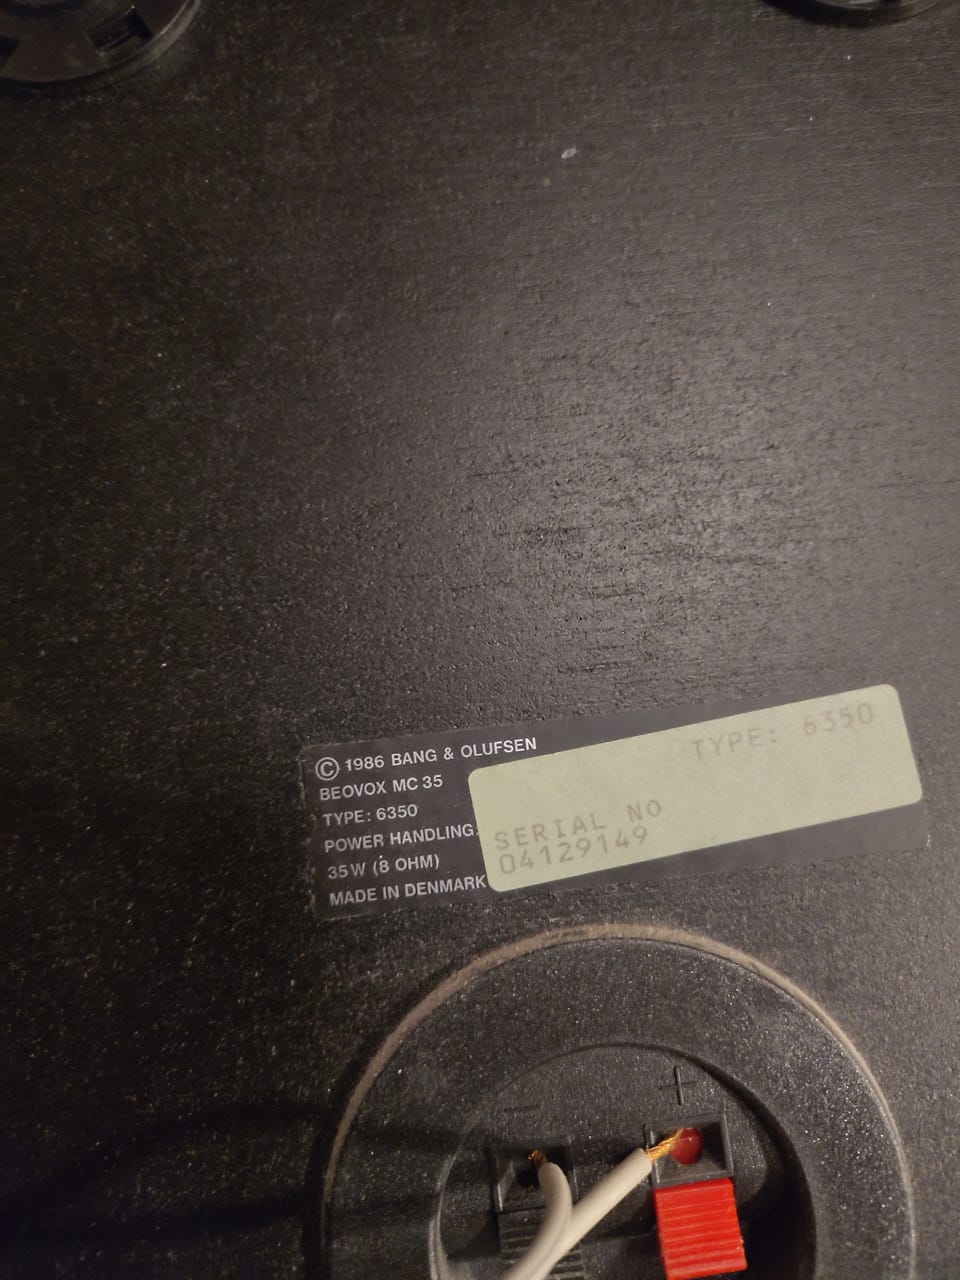 © 1986 BANG & OLUFSEN
BEOVOX MC 35
TYPE: 6350
POWER HANDLING:
35W (8 OHM)
MADE IN DENMARK
TYPE: 6350
SERIAL NO
04129149
- +